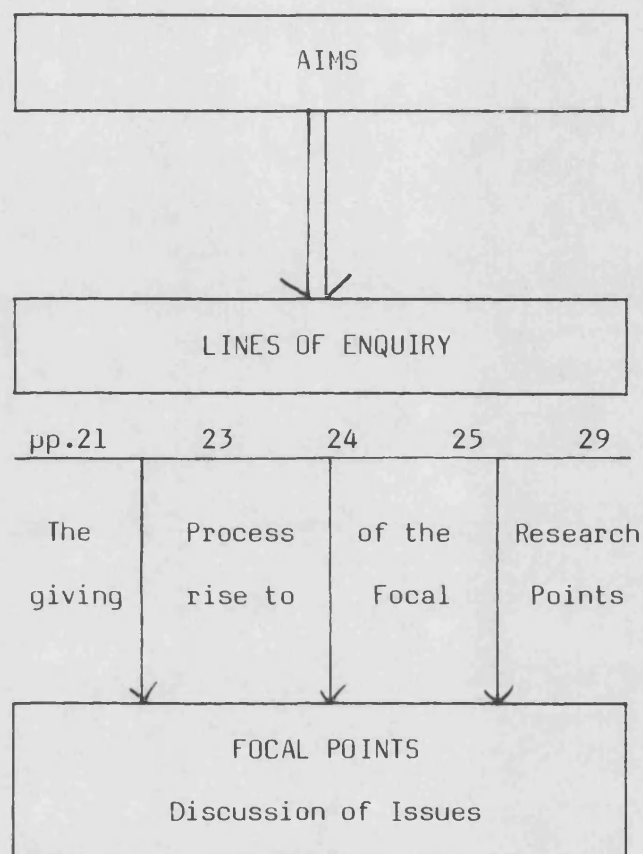 AIMS
LINES OF ENQUIRY
pp.21 23 24 25 29
The Process of the Research
giving rise to Focal Points
FOCAL POINTS
Discussion of Issues